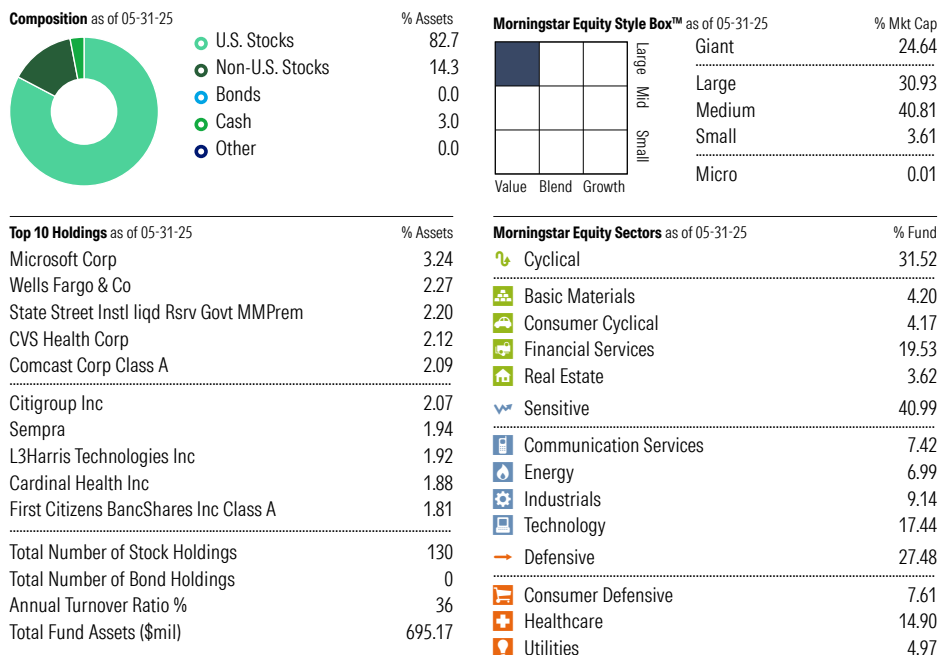 Composition as of 05-31-25 % Assets
U.S. Stocks 82.7
Non-U.S. Stocks 14.3
Bonds 0.0
Cash 3.0
Other 0.0
Morningstar Equity Style Box™ as of 05-31-25 % Mkt Cap
Large
Mid
Small
Value Blend Growth
Giant 24.64
Large 30.93
Medium 40.81
Small 3.61
Micro 0.01
Top 10 Holdings as of 05-31-25 % Assets
Microsoft Corp 3.24
Wells Fargo & Co 2.27
State Street Instl liqd Rsrv Govt MMPrem 2.20
CVS Health Corp 2.12
Comcast Corp Class A 2.09
Citigroup Inc 2.07
Sempra 1.94
L3Harris Technologies Inc 1.92
Cardinal Health Inc 1.88
First Citizens BancShares Inc Class A 1.81
Total Number of Stock Holdings 130
Total Number of Bond Holdings 0
Annual Turnover Ratio % 36
Total Fund Assets ($mil) 695.17
Morningstar Equity Sectors as of 05-31-25 % Fund
Cyclical 31.52
Basic Materials 4.20
Consumer Cyclical 4.17
Financial Services 19.53
Real Estate 3.62
Sensitive 40.99
Communication Services 7.42
Energy 6.99
Industrials 9.14
Technology 17.44
Defensive 27.48
Consumer Defensive 7.61
Healthcare 14.90
Utilities 4.97